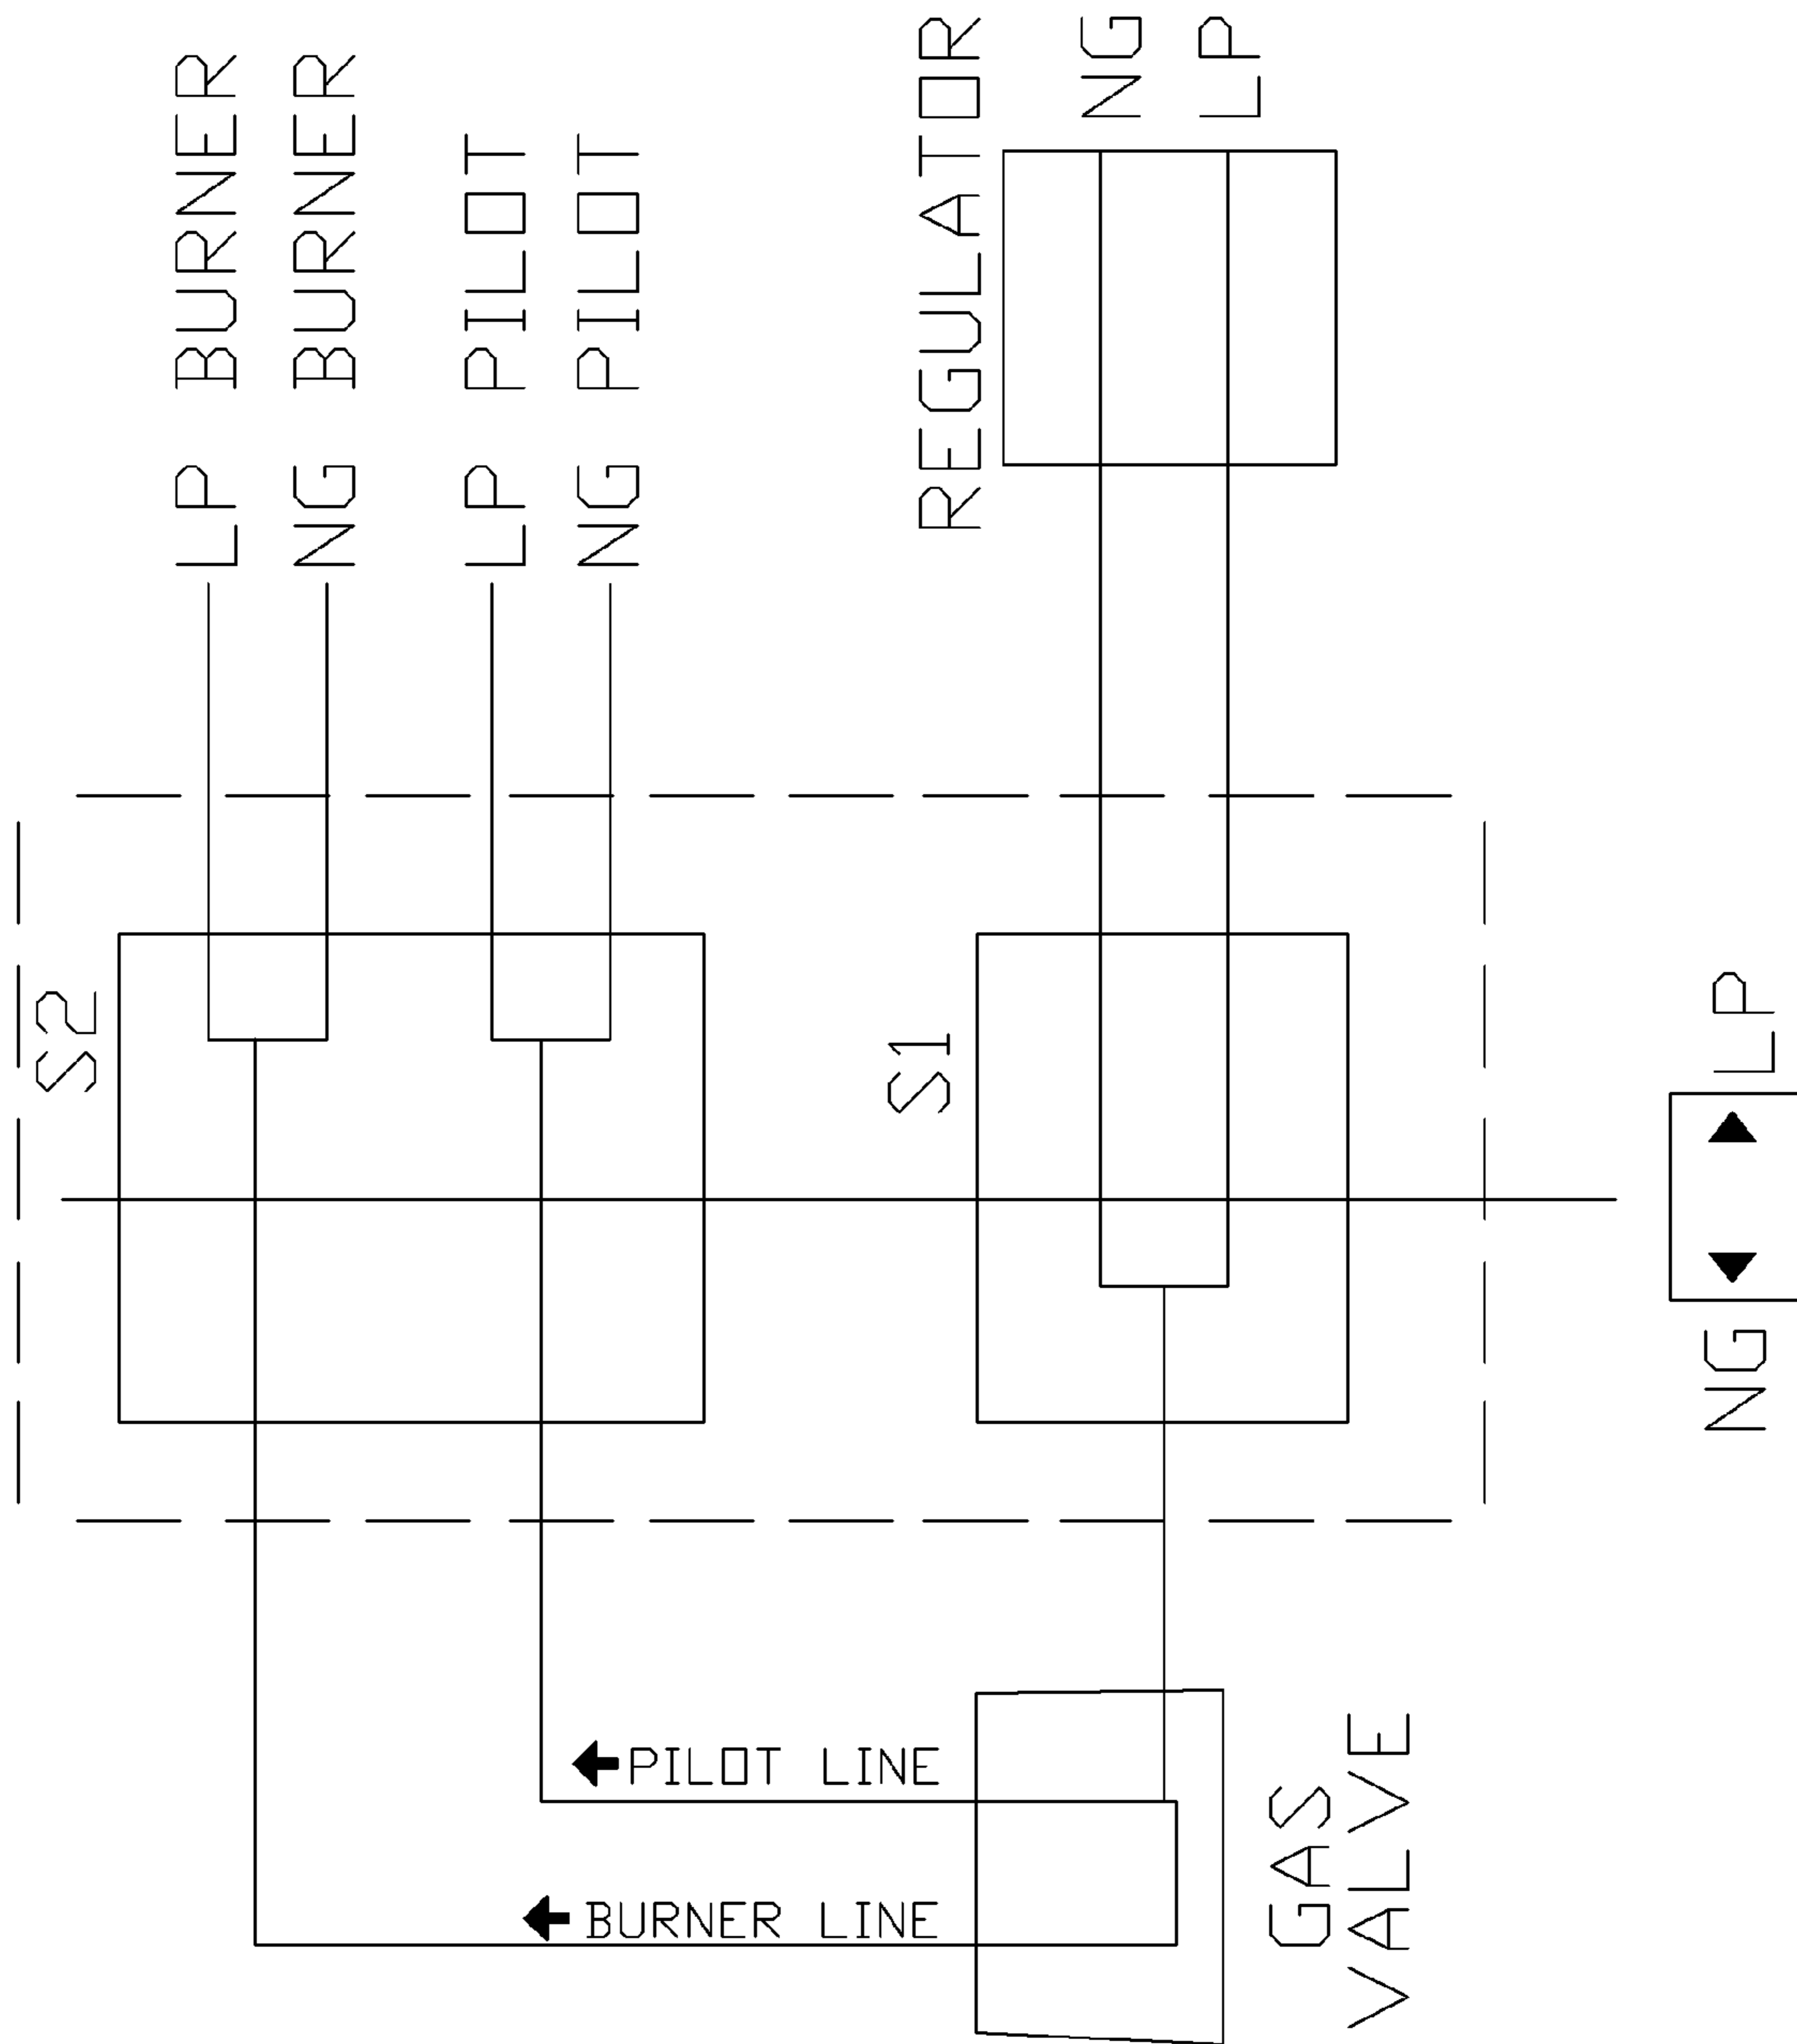 LP BURNER
NG BURNER
LP PILOT
NG PILOT
REGULATOR
NG
LP
S2
S1
LP
NG
PILOT LINE
BURNER LINE
GAS
VALVE